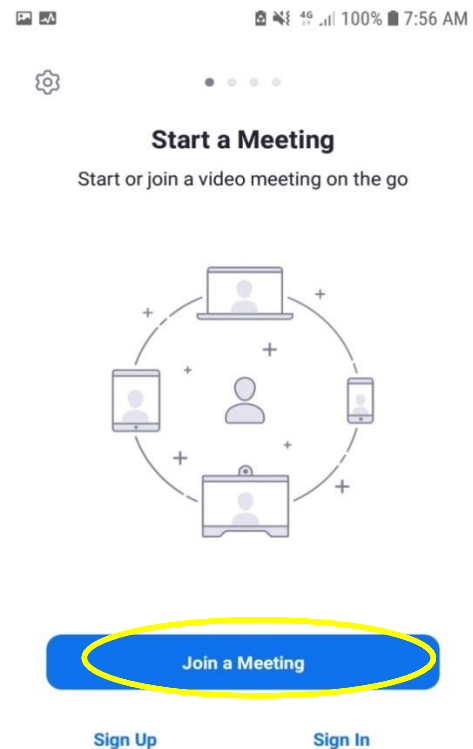 4G 100% 7:56 AM
Start a Meeting
Start or join a video meeting on the go
Join a Meeting
Sign Up Sign In